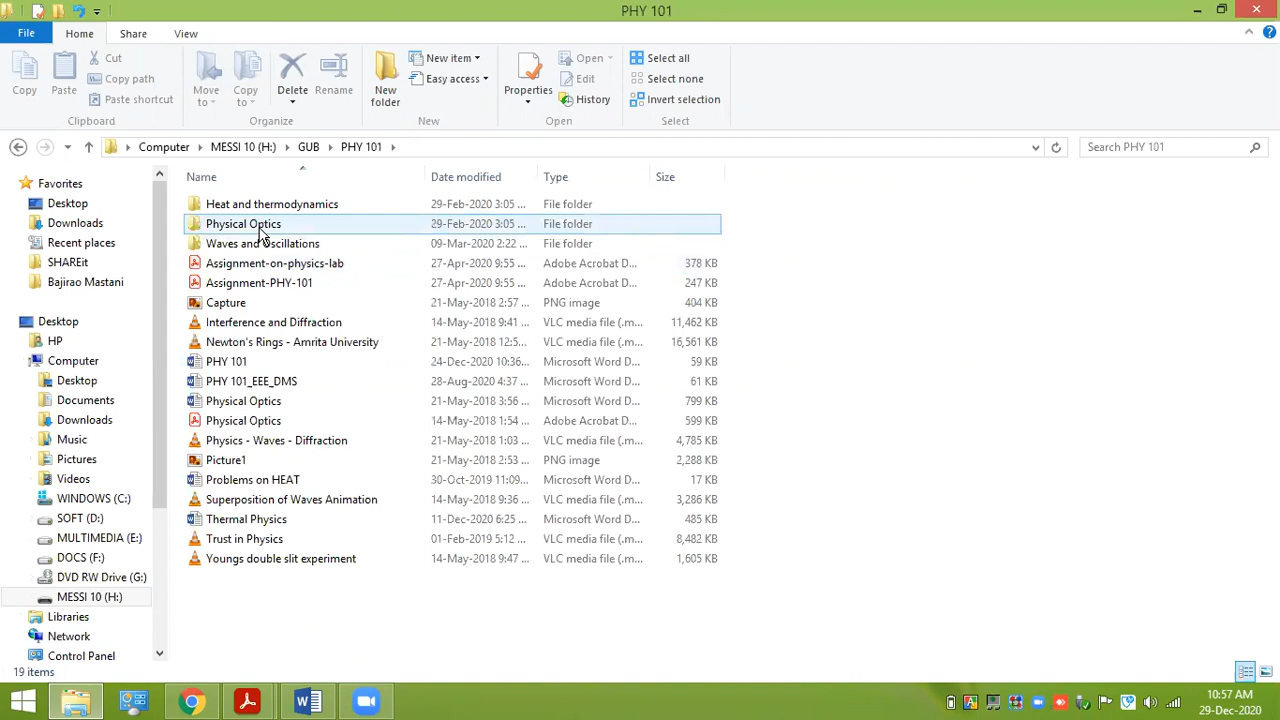 PHY 101
File Home Share View
Copy
Paste
Cut
Copy path
Paste shortcut
Clipboard
Move to
Copy to
Delete
Rename
Organize
New folder
New item
Easy access
New
Properties
Open
Edit
History
Open
Select all
Select none
Invert selection
Select
Computer MESSI 10 (H:) GUB PHY 101
Search PHY 101
Favorites
Desktop
Downloads
Recent places
SHAREit
Bajirao Mastani
Desktop
HP
Computer
Desktop
Documents
Downloads
Music
Pictures
Videos
WINDOWS (C:)
SOFT (D:)
MULTIMEDIA (E:)
DOCS (F:)
DVD RW Drive (G:)
MESSI 10 (H:)
Libraries
Network
Control Panel
Name Date modified Type Size
Heat and thermodynamics 29-Feb-2020 3:05 ... File folder
Physical Optics 29-Feb-2020 3:05 ... File folder
Waves and Oscillations 09-Mar-2020 2:22 ... File folder
Assignment-on-physics-lab 27-Apr-2020 9:55 ... Adobe Acrobat D... 378 KB
Assignment-PHY-101 27-Apr-2020 9:55 ... Adobe Acrobat D... 247 KB
Capture 21-May-2018 2:57 ... PNG image 404 KB
Interference and Diffraction 14-May-2018 9:41 ... VLC media file (.m... 11,462 KB
Newton's Rings - Amrita University 21-May-2018 12:5... VLC media file (.m... 16,561 KB
PHY 101 24-Dec-2020 10:36... Microsoft Word D... 59 KB
PHY 101_EEE_DMS 28-Aug-2020 4:37 ... Microsoft Word D... 61 KB
Physical Optics 21-May-2018 3:56 ... Microsoft Word D... 799 KB
Physical Optics 14-May-2018 1:54 ... Adobe Acrobat D... 599 KB
Physics - Waves - Diffraction 21-May-2018 1:03 ... VLC media file (.m... 4,785 KB
Picture1 21-May-2018 2:53 ... PNG image 2,288 KB
Problems on HEAT 30-Oct-2019 11:09... Microsoft Word D... 17 KB
Superposition of Waves Animation 14-May-2018 9:36 ... VLC media file (.m... 3,286 KB
Thermal Physics 11-Dec-2020 6:25 ... Microsoft Word D... 485 KB
Trust in Physics 01-Feb-2019 5:12 ... VLC media file (.m... 8,482 KB
Youngs double slit experiment 14-May-2018 9:47 ... VLC media file (.m... 1,605 KB
19 items
10:57 AM
29-Dec-2020